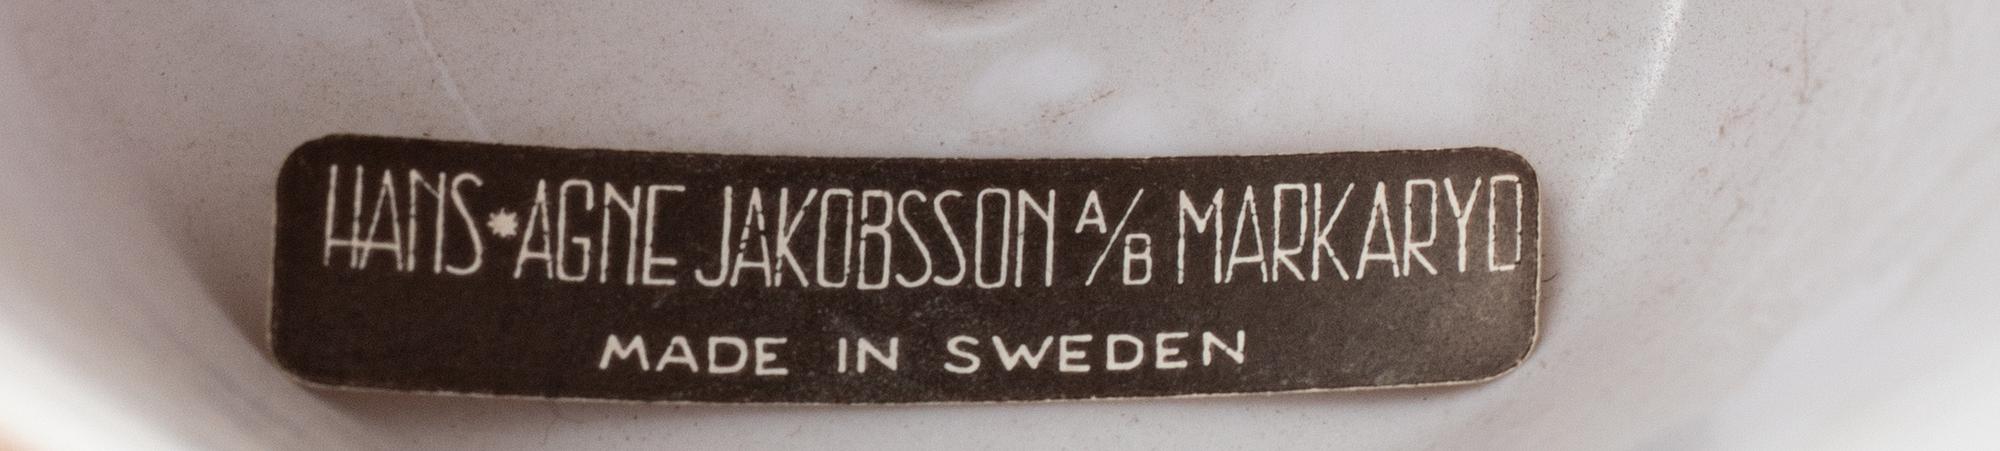 HANS*AGNE JAKOBSSON A/B MARKARYD
MADE IN SWEDEN